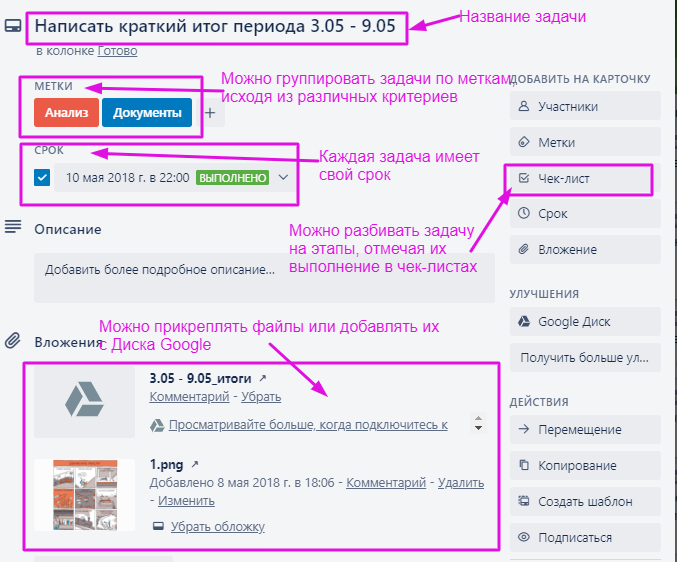 Написать краткий итог периода 3.05 - 9.05
Название задачи
в колонке Готово
МЕТКИ
Анализ
Документы
+
Можно группировать задачи по меткам,
исходя из различных критериев
СРОК
10 мая 2018 г. в 22:00 ВЫПОЛНЕНО
Каждая задача имеет
свой срок
Описание
Добавить более подробное описание...
Можно разбивать задачу
на этапы, отмечая их
выполнение в чек-листах
Вложения
Можно прикреплять файлы или добавлять их
с Диска Google
3.05 - 9.05_итоги ↗
Комментарий - Убрать
Просматривайте больше, когда подключитесь к
1.png ↗
Добавлено 8 мая 2018 г. в 18:06 - Комментарий - Удалить
- Изменить
Убрать обложку
ДОБАВИТЬ НА КАРТОЧКУ
Участники
Метки
Чек-лист
Срок
Вложение
УЛУЧШЕНИЯ
Google Диск
Получить больше ул...
ДЕЙСТВИЯ
Перемещение
Копирование
Создать шаблон
Подписаться